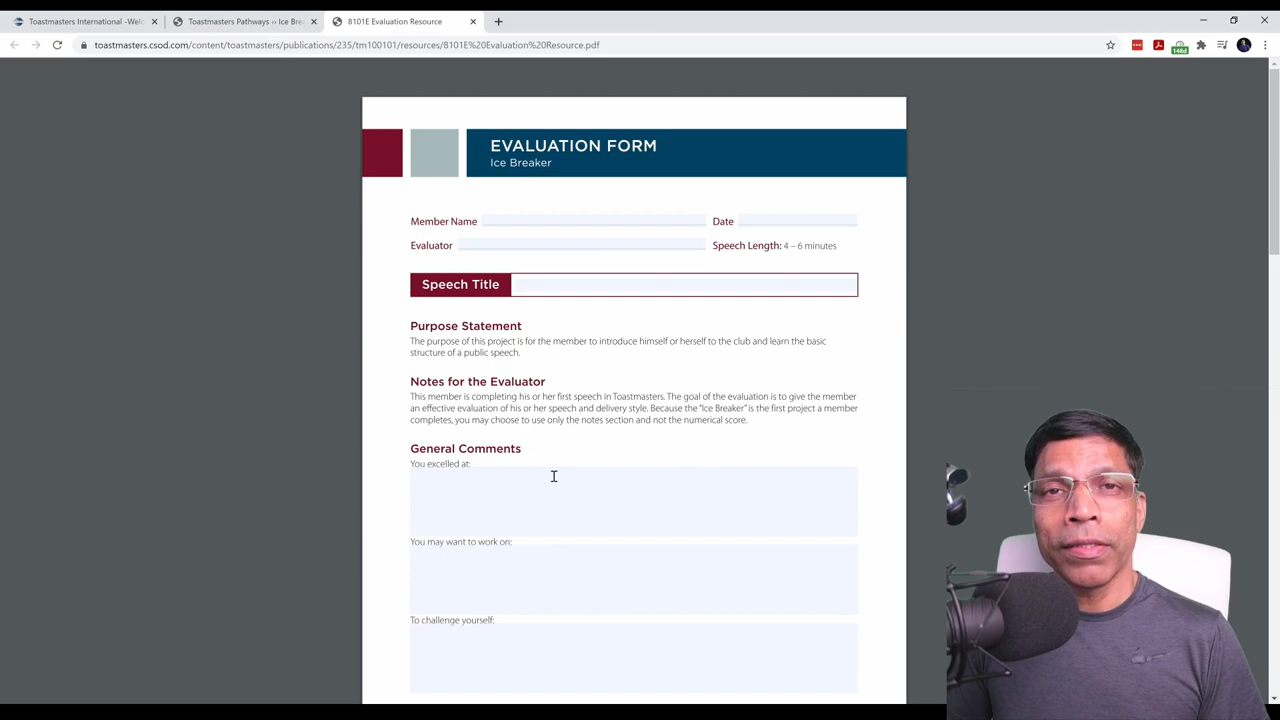 Toastmasters International -Welc
Toastmasters Pathways ›› Ice Brea
8101E Evaluation Resource
toastmasters.csod.com/content/toastmasters/publications/235/tm100101/resources/8101E%20Evaluation%20Resource.pdf
148d
EVALUATION FORM
Ice Breaker
Member Name
Date
Evaluator
Speech Length: 4 – 6 minutes
Speech Title
Purpose Statement
The purpose of this project is for the member to introduce himself or herself to the club and learn the basic
structure of a public speech.
Notes for the Evaluator
This member is completing his or her first speech in Toastmasters. The goal of the evaluation is to give the member
an effective evaluation of his or her speech and delivery style. Because the “Ice Breaker” is the first project a member
completes, you may choose to use only the notes section and not the numerical score.
General Comments
You excelled at:
You may want to work on:
To challenge yourself: